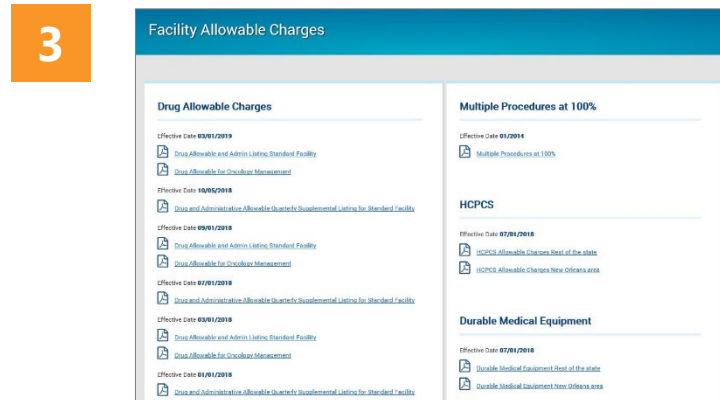 3
Facility Allowable Charges
Drug Allowable Charges
Effective Date 03/01/2019
Drug Allowable and Admin Listing Standard Facility
Drug Allowable for Oncology Management
Effective Date 10/05/2018
Drug and Administrative Allowable Quarterly Supplemental Listing for Standard Facility
Effective Date 09/01/2018
Drug Allowable and Admin Listing Standard Facility
Drug Allowable for Oncology Management
Effective Date 07/01/2018
Drug and Administrative Allowable Quarterly Supplemental Listing for Standard Facility
Effective Date 03/01/2018
Drug Allowable and Admin Listing Standard Facility
Drug Allowable for Oncology Management
Effective Date 01/01/2018
Drug and Administrative Allowable Quarterly Supplemental Listing for Standard Facility
Multiple Procedures at 100%
Effective Date 01/2014
Multiple Procedures at 100%
HCPCS
Effective Date 07/01/2018
HCPCS Allowable Charges Rest of the state
HCPCS Allowable Charges New Orleans area
Durable Medical Equipment
Effective Date 07/01/2018
Durable Medical Equipment Rest of the state
Durable Medical Equipment New Orleans area